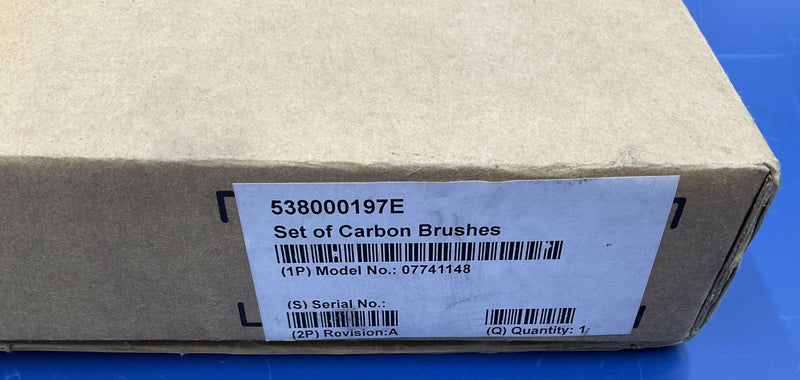 538000197E
Set of Carbon Brushes
(1P) Model No.: 07741148
(S) Serial No.:
(2P) Revision:A
(Q) Quantity: 1